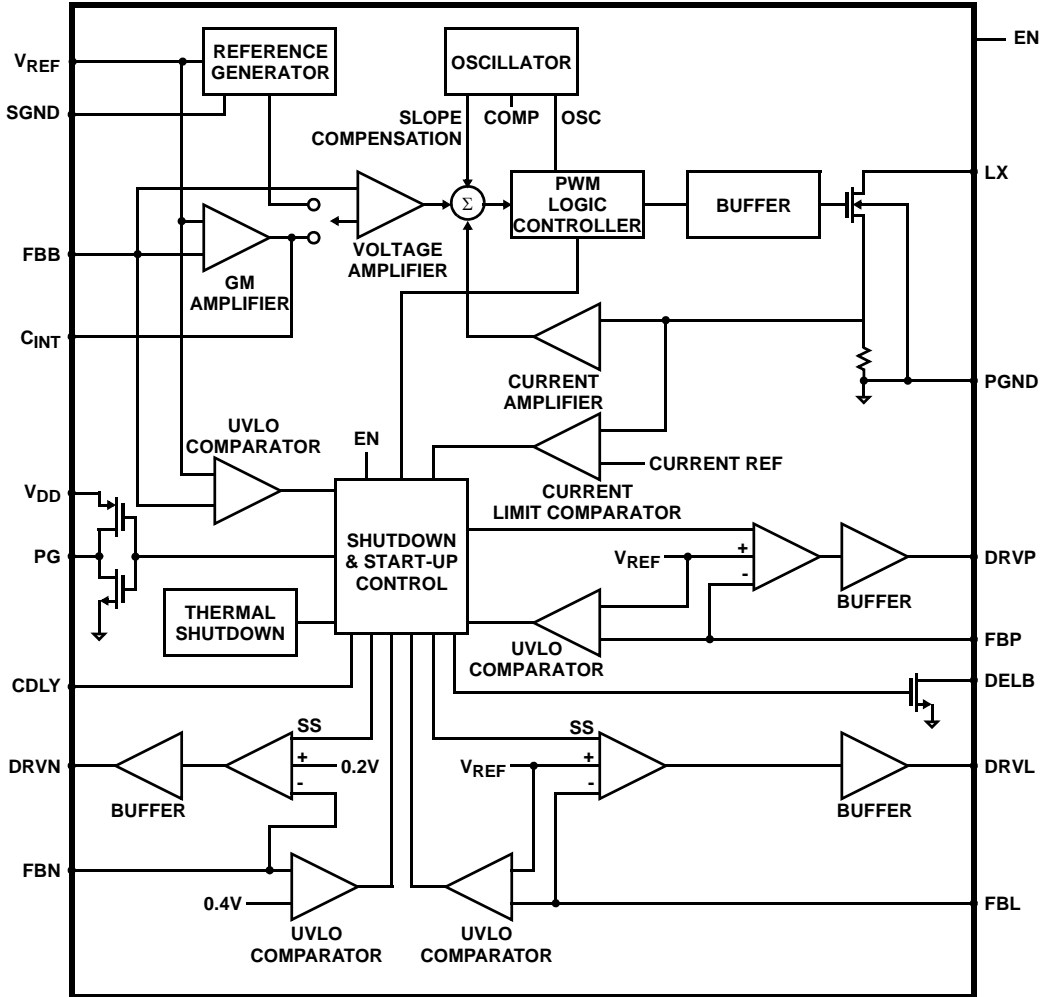 EN
REFERENCE
GENERATOR
OSCILLATOR
VREF
SGND
SLOPE
COMPENSATION
COMP
OSC
LX
PWM
LOGIC
CONTROLLER
BUFFER
Σ
FBB
VOLTAGE
AMPLIFIER
GM
AMPLIFIER
CINT
CURRENT
AMPLIFIER
PGND
UVLO
COMPARATOR
EN
CURRENT REF
CURRENT
LIMIT COMPARATOR
VDD
PG
SHUTDOWN
& START-UP
CONTROL
VREF
+
-
BUFFER
DRVP
THERMAL
SHUTDOWN
UVLO
COMPARATOR
FBP
CDLY
DELB
SS
+
-
0.2V
DRVN
BUFFER
SS
VREF
+
-
BUFFER
DRVL
FBN
0.4V
UVLO
COMPARATOR
UVLO
COMPARATOR
FBL